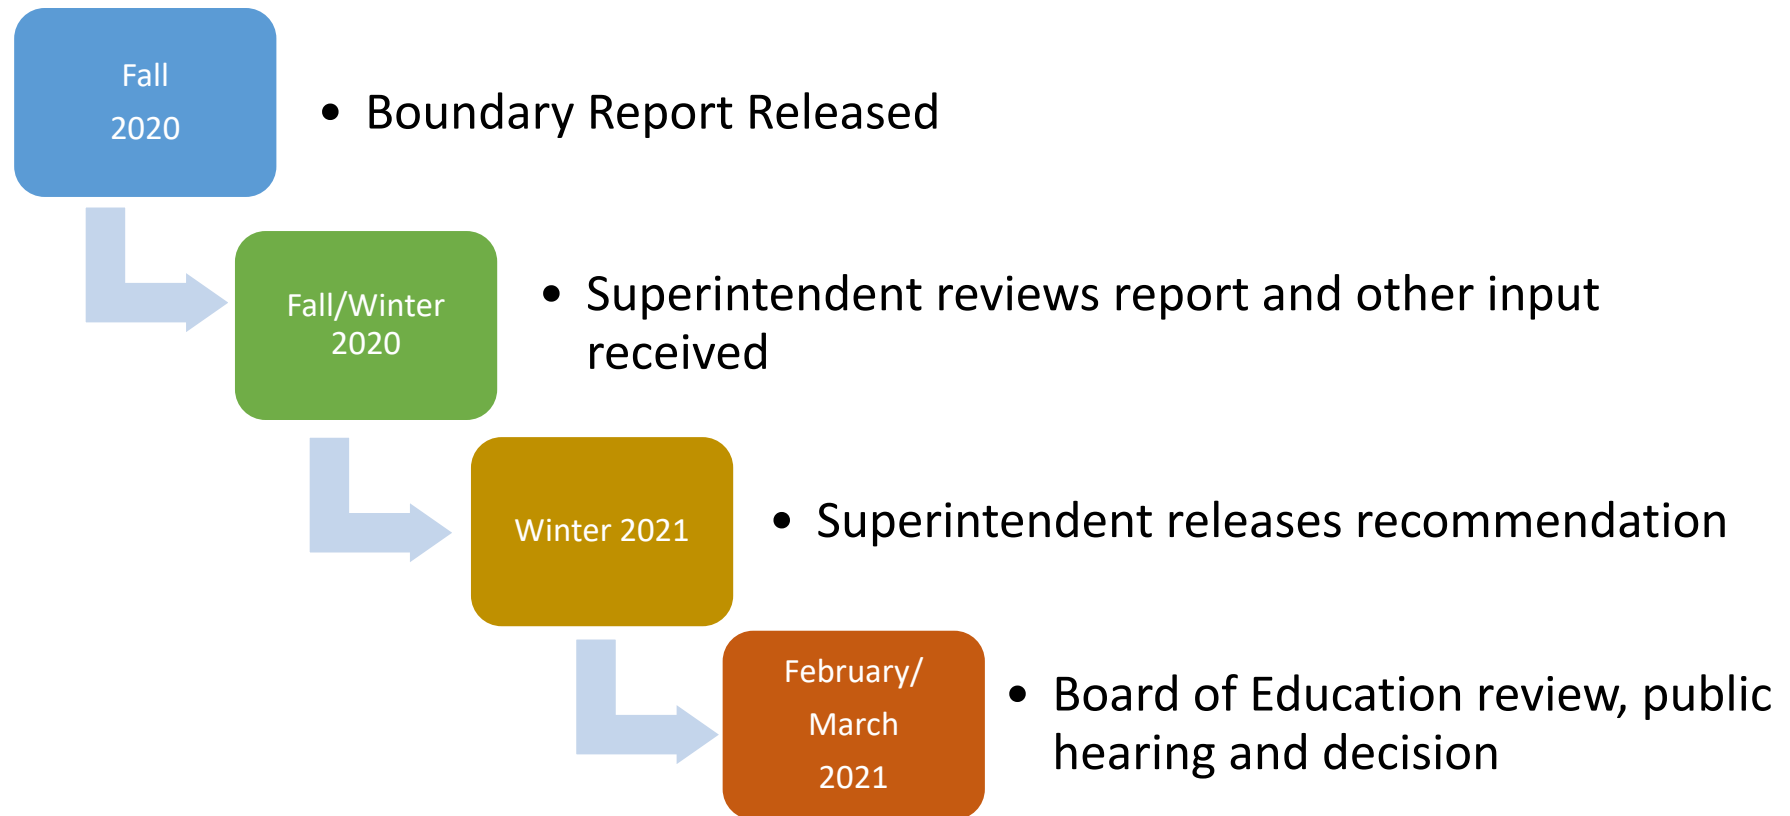 Fall
2020
• Boundary Report Released
Fall/Winter
2020
• Superintendent reviews report and other input
received
Winter 2021
• Superintendent releases recommendation
February/
March
2021
• Board of Education review, public
hearing and decision